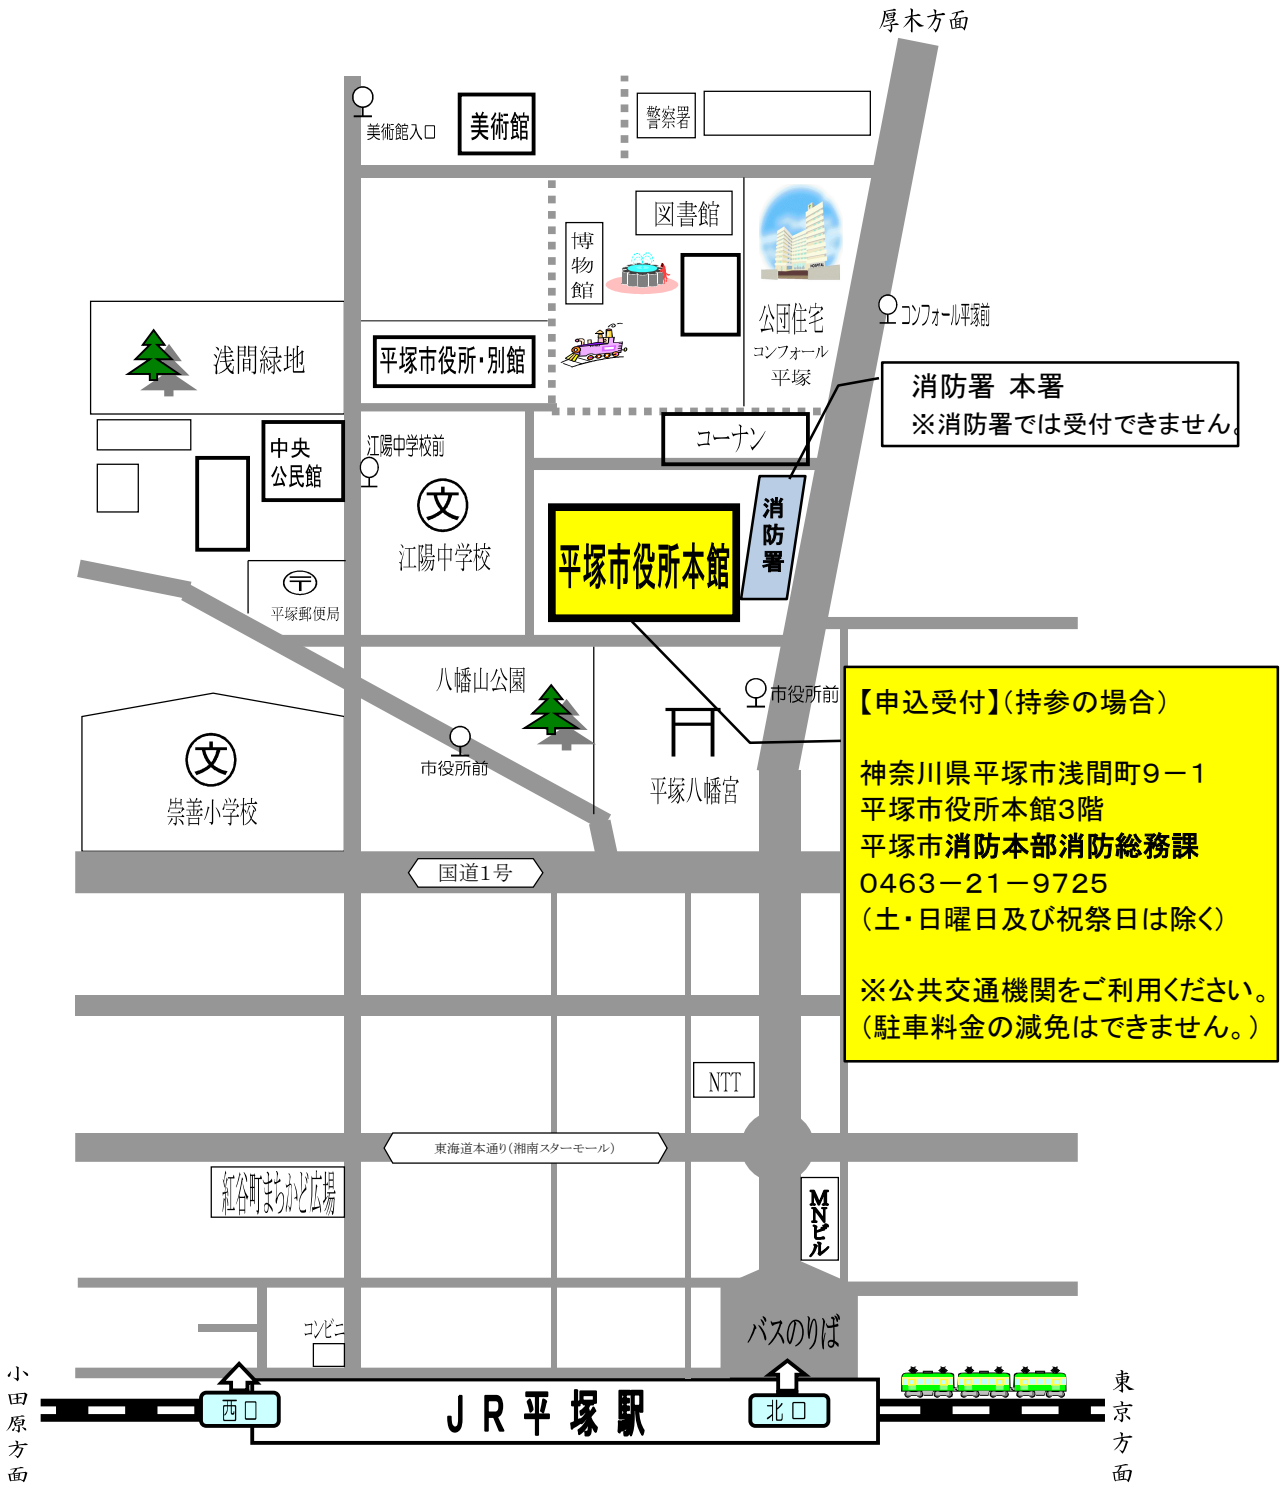 厚木方面
美術館入口
美術館
警察署
図書館
博物館
公団住宅
コンフォール
平塚
コンフォール平塚前
浅間緑地
平塚市役所・別館
消防署 本署
※消防署では受付できません。
コーナン
中央
公民館
江陽中学校前
文
江陽中学校
平塚市役所本館
消防署
〒
平塚郵便局
八幡山公園
市役所前
市役所前
平塚八幡宮
文
崇善小学校
【申込受付】(持参の場合)
神奈川県平塚市浅間町9－1
平塚市役所本館3階
平塚市消防本部消防総務課
0463－21－9725
(土・日曜日及び祝祭日は除く)
※公共交通機関をご利用ください。
(駐車料金の減免はできません。)
国道1号
NTT
東海道本通り(湘南スターモール)
紅谷町まちかど広場
MNビル
コンビニ
バスのりば
小田原方面
西口
JR平塚駅
北口
東京方面